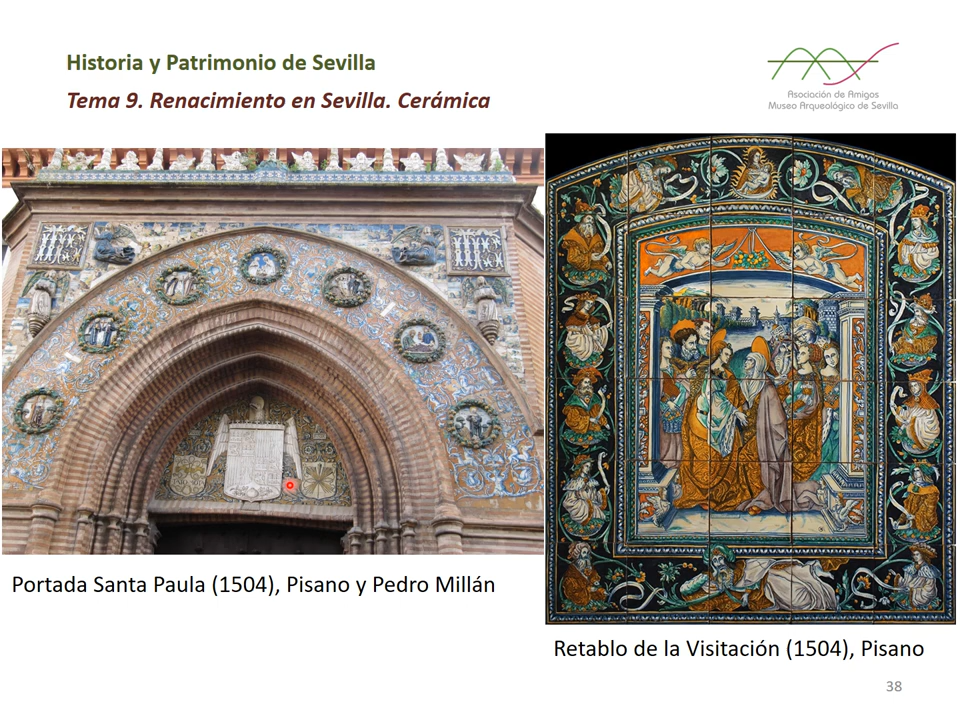 Historia y Patrimonio de Sevilla
Tema 9. Renacimiento en Sevilla. Cerámica
Asociación de Amigos
Museo Arqueológico de Sevilla
Portada Santa Paula (1504), Pisano y Pedro Millán
Retablo de la Visitación (1504), Pisano
38